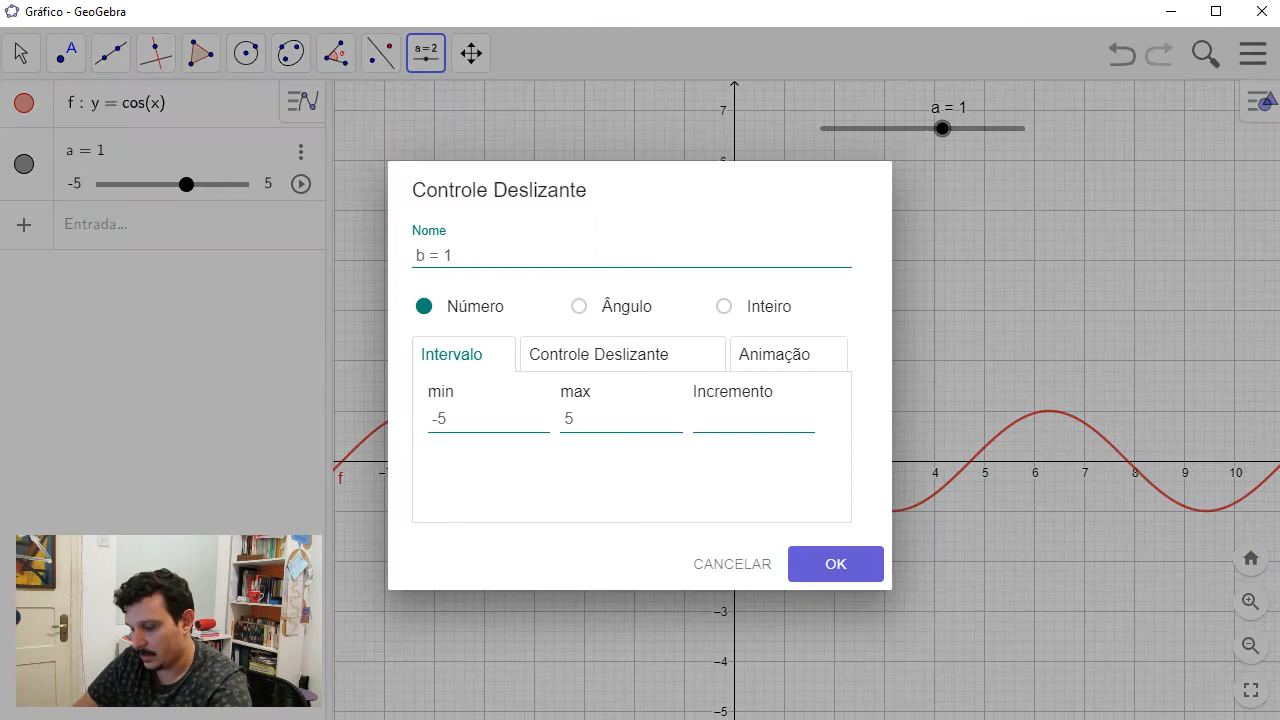 Gráfico - GeoGebra
A
a=2
f : y = cos(x)
a = 1
-5
5
Entrada...
7
a = 1
6
Controle Deslizante
Nome
b = 1
Número
Ângulo
Inteiro
Intervalo
Controle Deslizante
Animação
min
max
Incremento
-5
5
CANCELAR
OK
f
4
5
6
7
8
9
10
−3
−4
−5